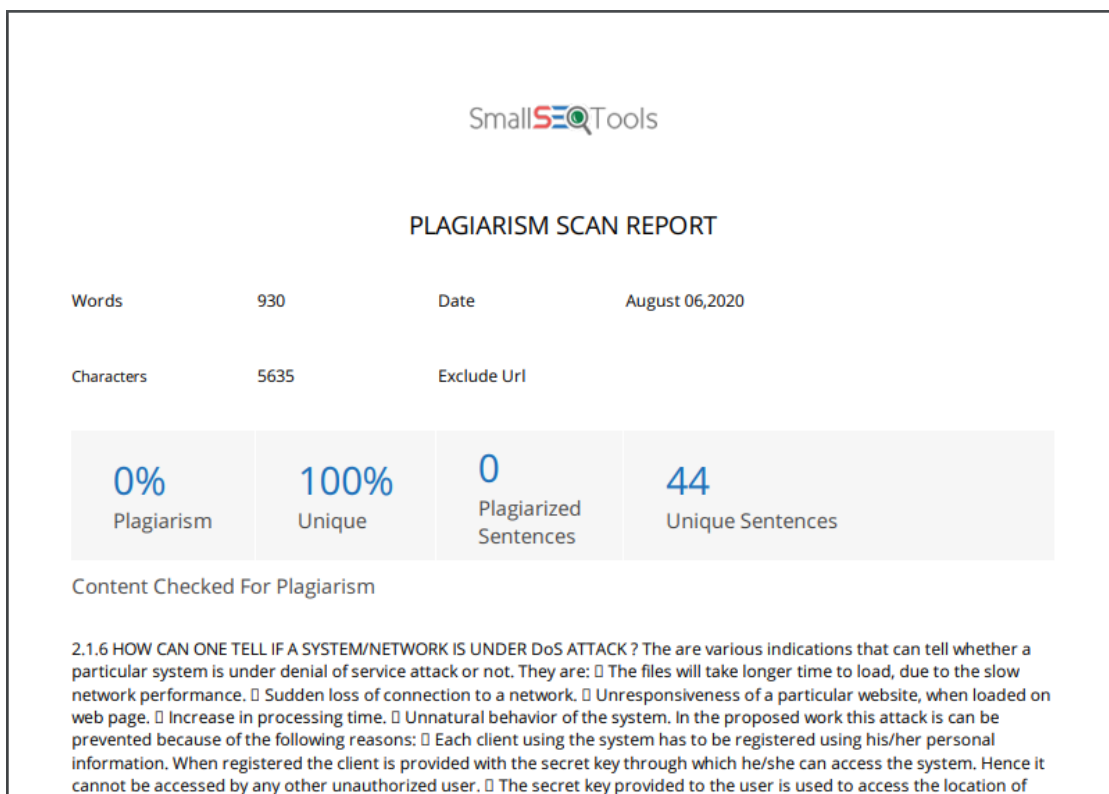 SmallSEOTools
PLAGIARISM SCAN REPORT
Words 930 Date August 06,2020
Characters 5635 Exclude Url
0% 100% 0 44
Plagiarism Unique Plagiarized Sentences Unique Sentences
Content Checked For Plagiarism
2.1.6 HOW CAN ONE TELL IF A SYSTEM/NETWORK IS UNDER DoS ATTACK ? The are various indications that can tell whether a
particular system is under denial of service attack or not. They are: ▯ The files will take longer time to load, due to the slow
network performance. ▯ Sudden loss of connection to a network. ▯ Unresponsiveness of a particular website, when loaded on
web page. ▯ Increase in processing time. ▯ Unnatural behavior of the system. In the proposed work this attack is can be
prevented because of the following reasons: ▯ Each client using the system has to be registered using his/her personal
information. When registered the client is provided with the secret key through which he/she can access the system. Hence it
cannot be accessed by any other unauthorized user. ▯ The secret key provided to the user is used to access the location of